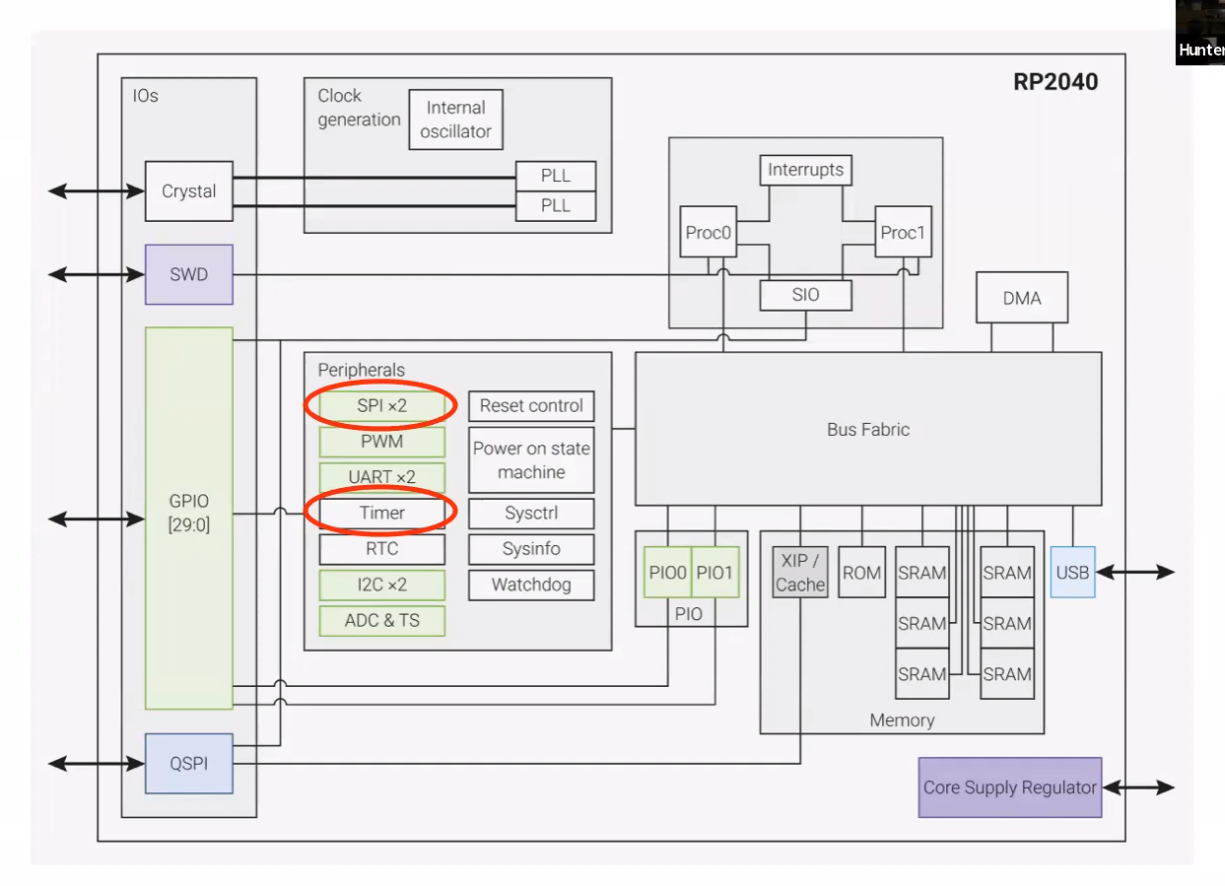 Hunter
RP2040
IOs
Crystal
SWD
GPIO
[29:0]
QSPI
Clock
generation
Internal
oscillator
PLL
PLL
Interrupts
Proc0
Proc1
SIO
DMA
Peripherals
SPI ×2
PWM
UART ×2
Timer
RTC
I2C ×2
ADC & TS
Reset control
Power on state
machine
Sysctrl
Sysinfo
Watchdog
Bus Fabric
PIO0
PIO1
PIO
XIP /
Cache
ROM
SRAM
SRAM
SRAM
SRAM
SRAM
SRAM
Memory
USB
Core Supply Regulator